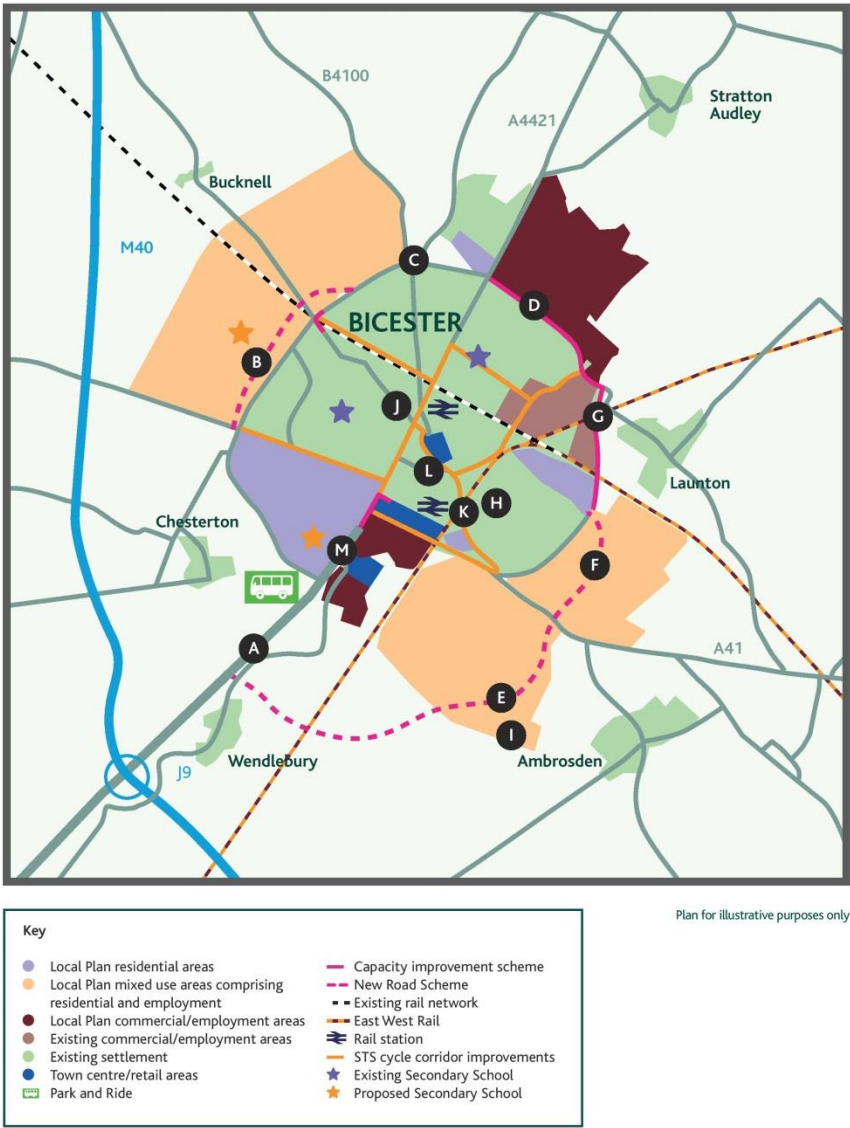 B4100
Stratton
Audley
A4421
Bucknell
M40
C
D
BICESTER
B
J
G
L
Launton
K
H
Chesterton
M
F
A
A41
E
I
Wendlebury
Ambrosden
J9
Plan for illustrative purposes only
Key
Local Plan residential areas
Local Plan mixed use areas comprising
residential and employment
Local Plan commercial/employment areas
Existing commercial/employment areas
Existing settlement
Town centre/retail areas
Park and Ride
Capacity improvement scheme
New Road Scheme
Existing rail network
East West Rail
Rail station
STS cycle corridor improvements
Existing Secondary School
Proposed Secondary School